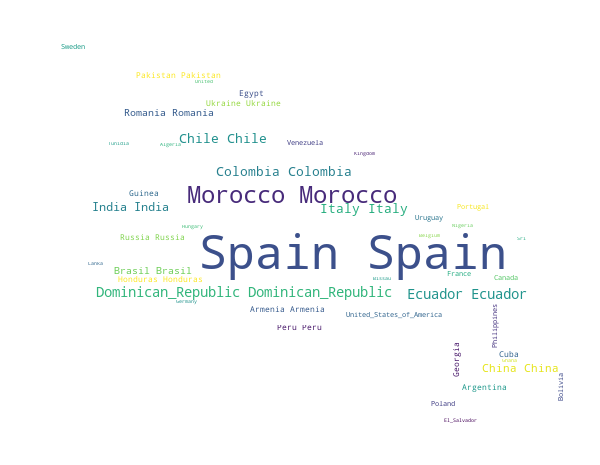 Sweden
Pakistan Pakistan
United
Egypt
Ukraine Ukraine
Romania Romania
Chile Chile
Venezuela
Tunisia
Algeria
Kingdom
Colombia Colombia
Guinea
Morocco Morocco
India India
Italy Italy
Portugal
Uruguay
Hungary
Nigeria
Russia Russia
Belgium
Sri
Spain Spain
Lanka
Brasil Brasil
France
Honduras Honduras
Bissau
Canada
Dominican_Republic Dominican_Republic
Ecuador Ecuador
Germany
Armenia Armenia
United_States_of_America
Philippines
Peru Peru
Cuba
Georgia
China China
Argentina
Bolivia
Poland
El_Salvador